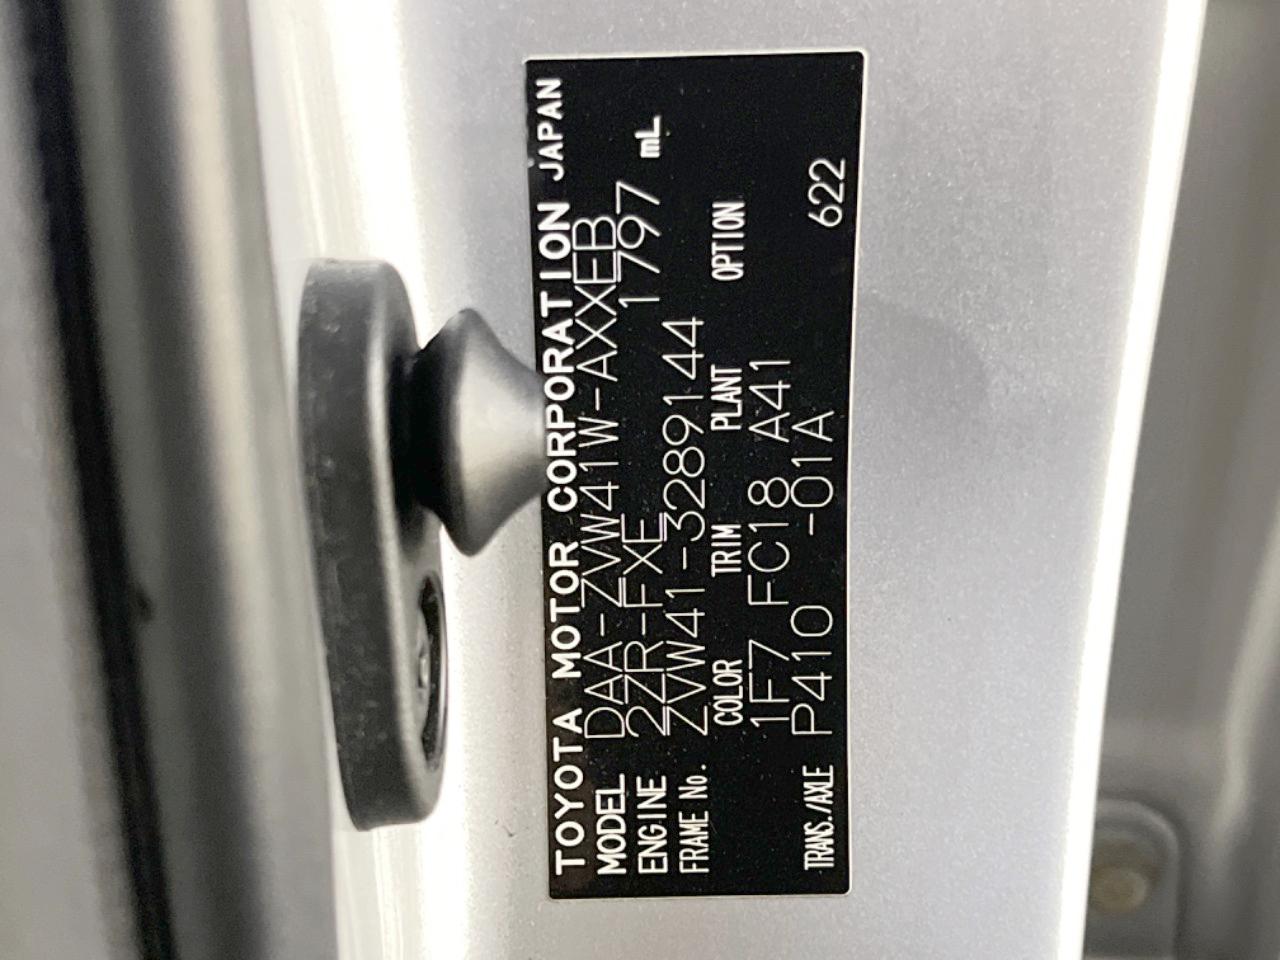 TOYOTA MOTOR CORPORATION JAPAN
MODEL DAA-ZVW41W-AXXEB
ENGINE 2ZR-FXE 1797 mL
FRAME No. ZVW41-3289144
COLOR TRIM PLANT OPTION
1F7 FC18 A41
TRANS./AXLE P410 -01A 622